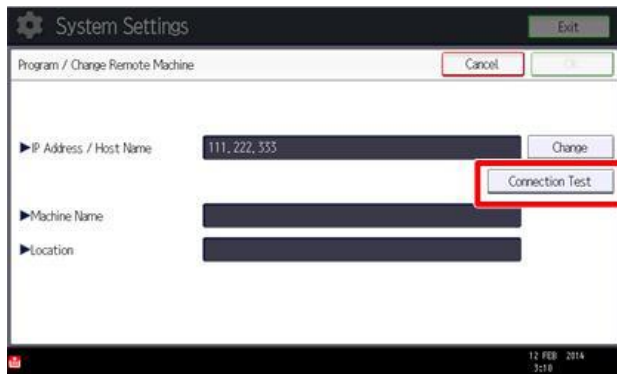 System Settings
Exit
Program / Change Remote Machine
Cancel
OK
▶IP Address / Host Name
111, 222, 333
Change
Connection Test
▶Machine Name
▶Location
12 FEB 2014
3:18